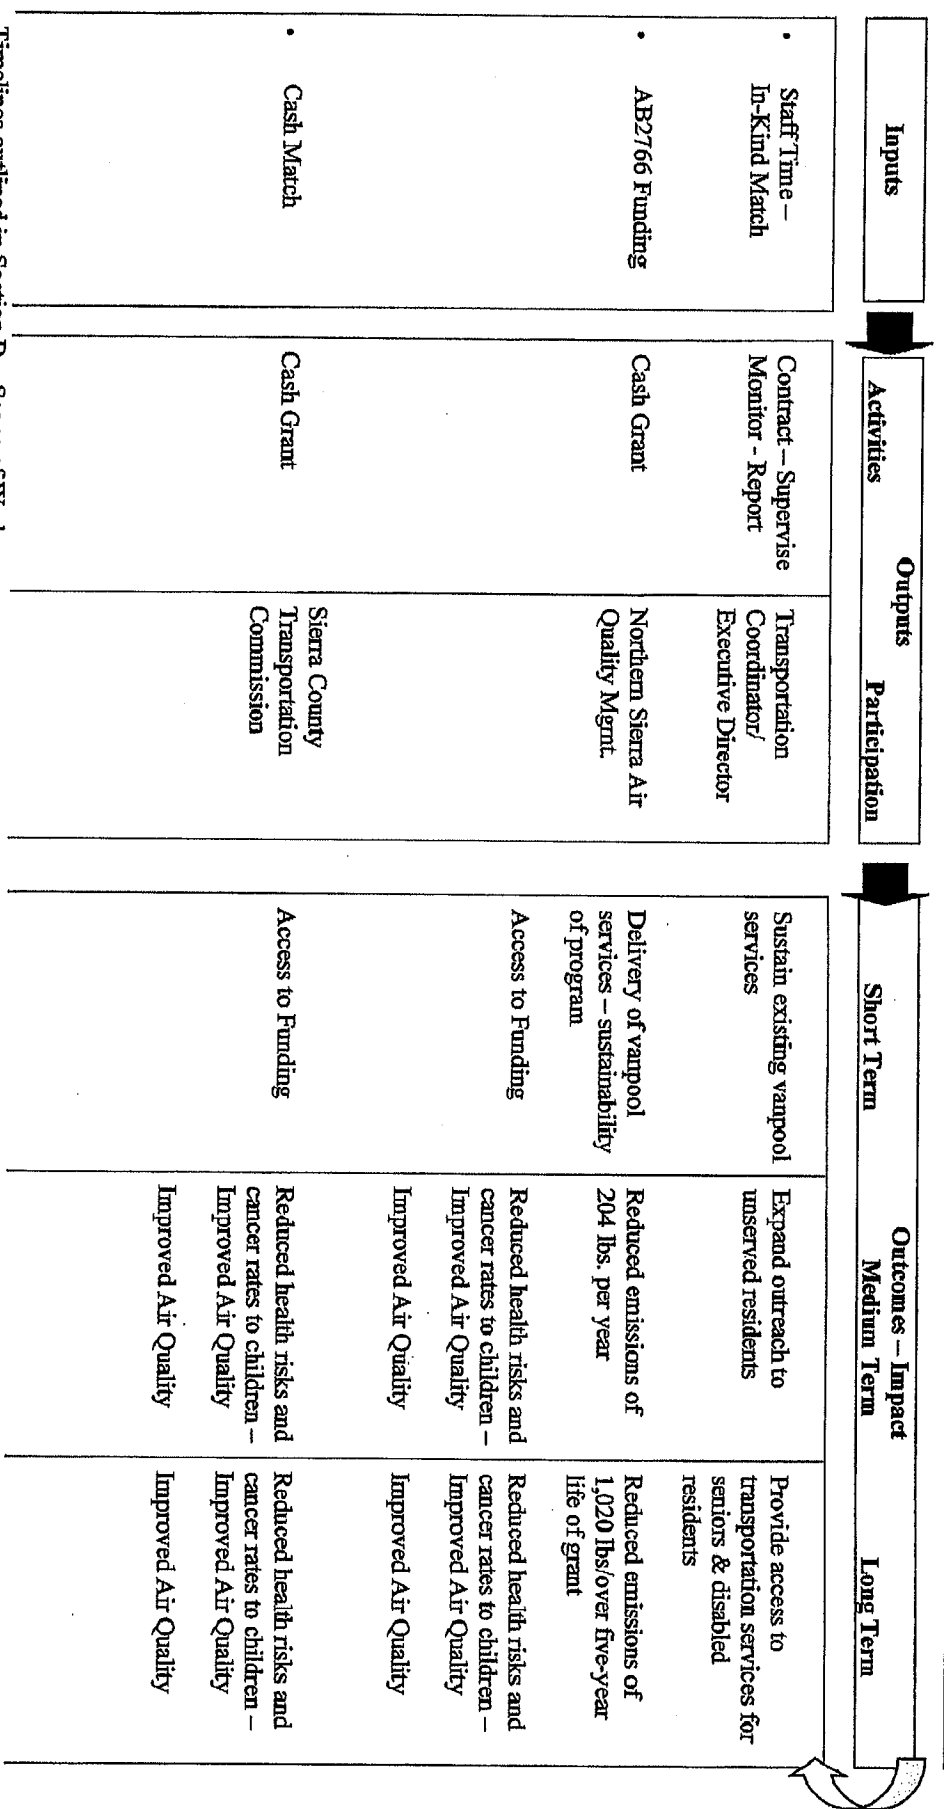 Inputs
Outputs
Activities
Participation
Outcomes – Impact
Short Term
Medium Term
Long Term
• Staff Time –
In-Kind Match
Contract – Supervise
Monitor - Report
Transportation
Coordinator/
Executive Director
Sustain existing vanpool
services
Expand outreach to
unserved residents
Provide access to
transportation services for
seniors & disabled
residents
• AB2766 Funding
Cash Grant
Northern Sierra Air
Quality Mgmt.
Delivery of vanpool
services – sustainability
of program
Reduced emissions of
204 lbs. per year
Reduced emissions of
1,020 lbs/over five-year
life of grant
Access to Funding
Reduced health risks and
cancer rates to children –
Improved Air Quality
Reduced health risks and
cancer rates to children –
Improved Air Quality
Improved Air Quality
Improved Air Quality
• Cash Match
Cash Grant
Sierra County
Transportation
Commission
Access to Funding
Reduced health risks and
cancer rates to children –
Improved Air Quality
Reduced health risks and
cancer rates to children –
Improved Air Quality
Improved Air Quality
Improved Air Quality
Timelines outlined in Section D